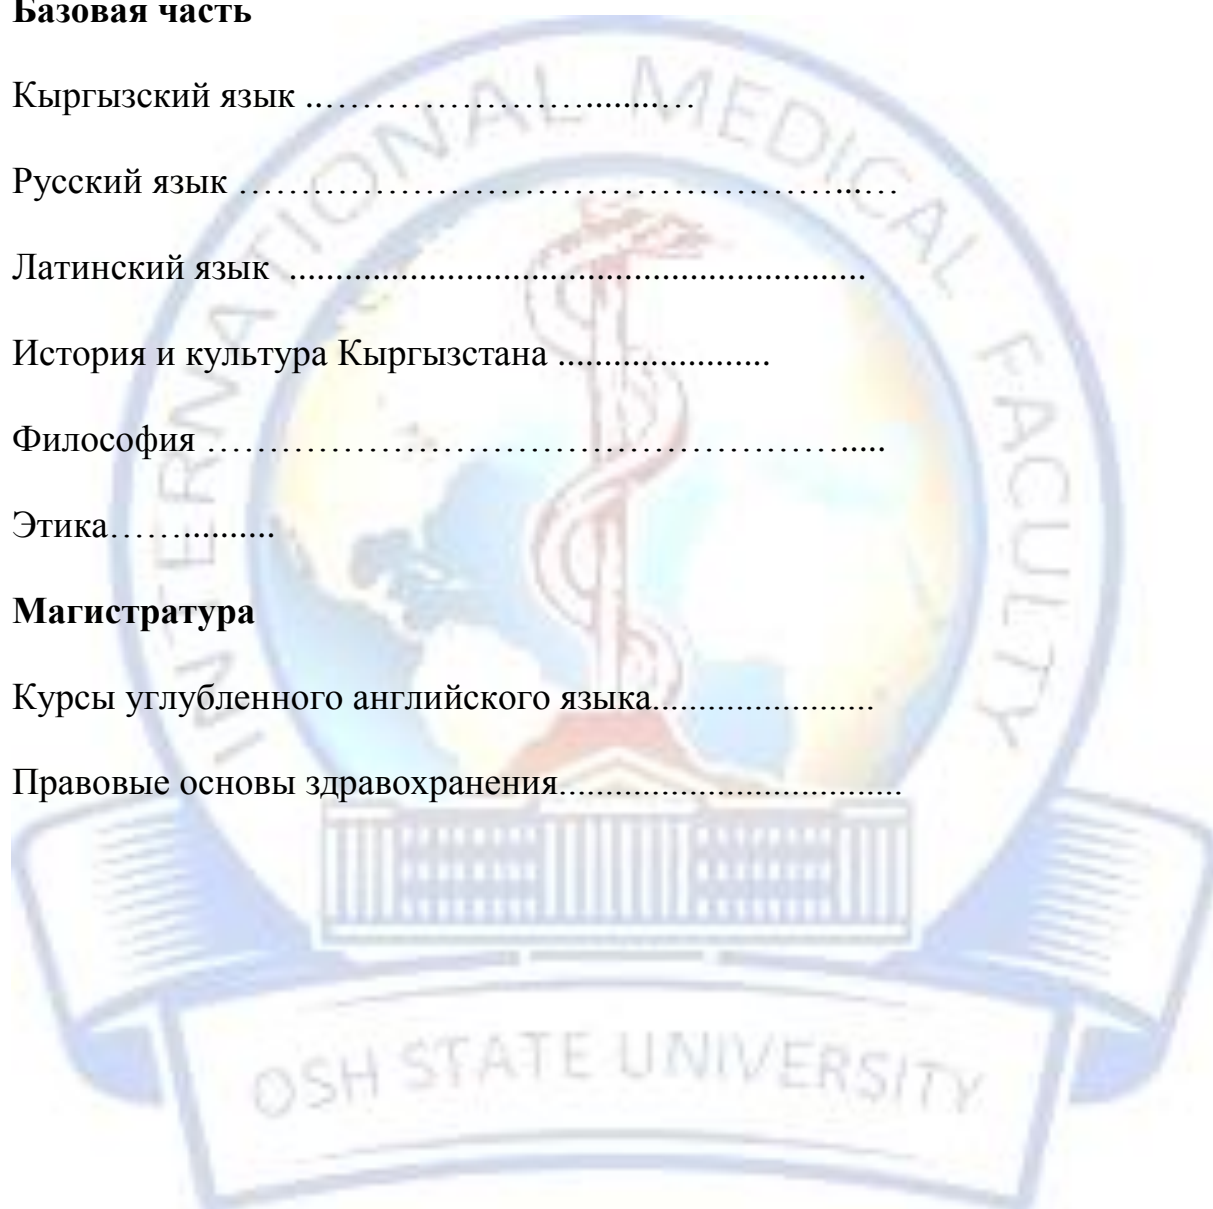 Базовая часть
Кыргызский язык ..…………………….........…
Русский язык …………………………………………………...…
Латинский язык ..............................................................
История и культура Кыргызстана .......................
Философия …………………………………………………….....
Этика……..........
Магистратура
Курсы углубленного английского языка........................
Правовые основы здравохранения.....................................
INTERNATIONAL MEDICAL FACULTY
OSH STATE UNIVERSITY